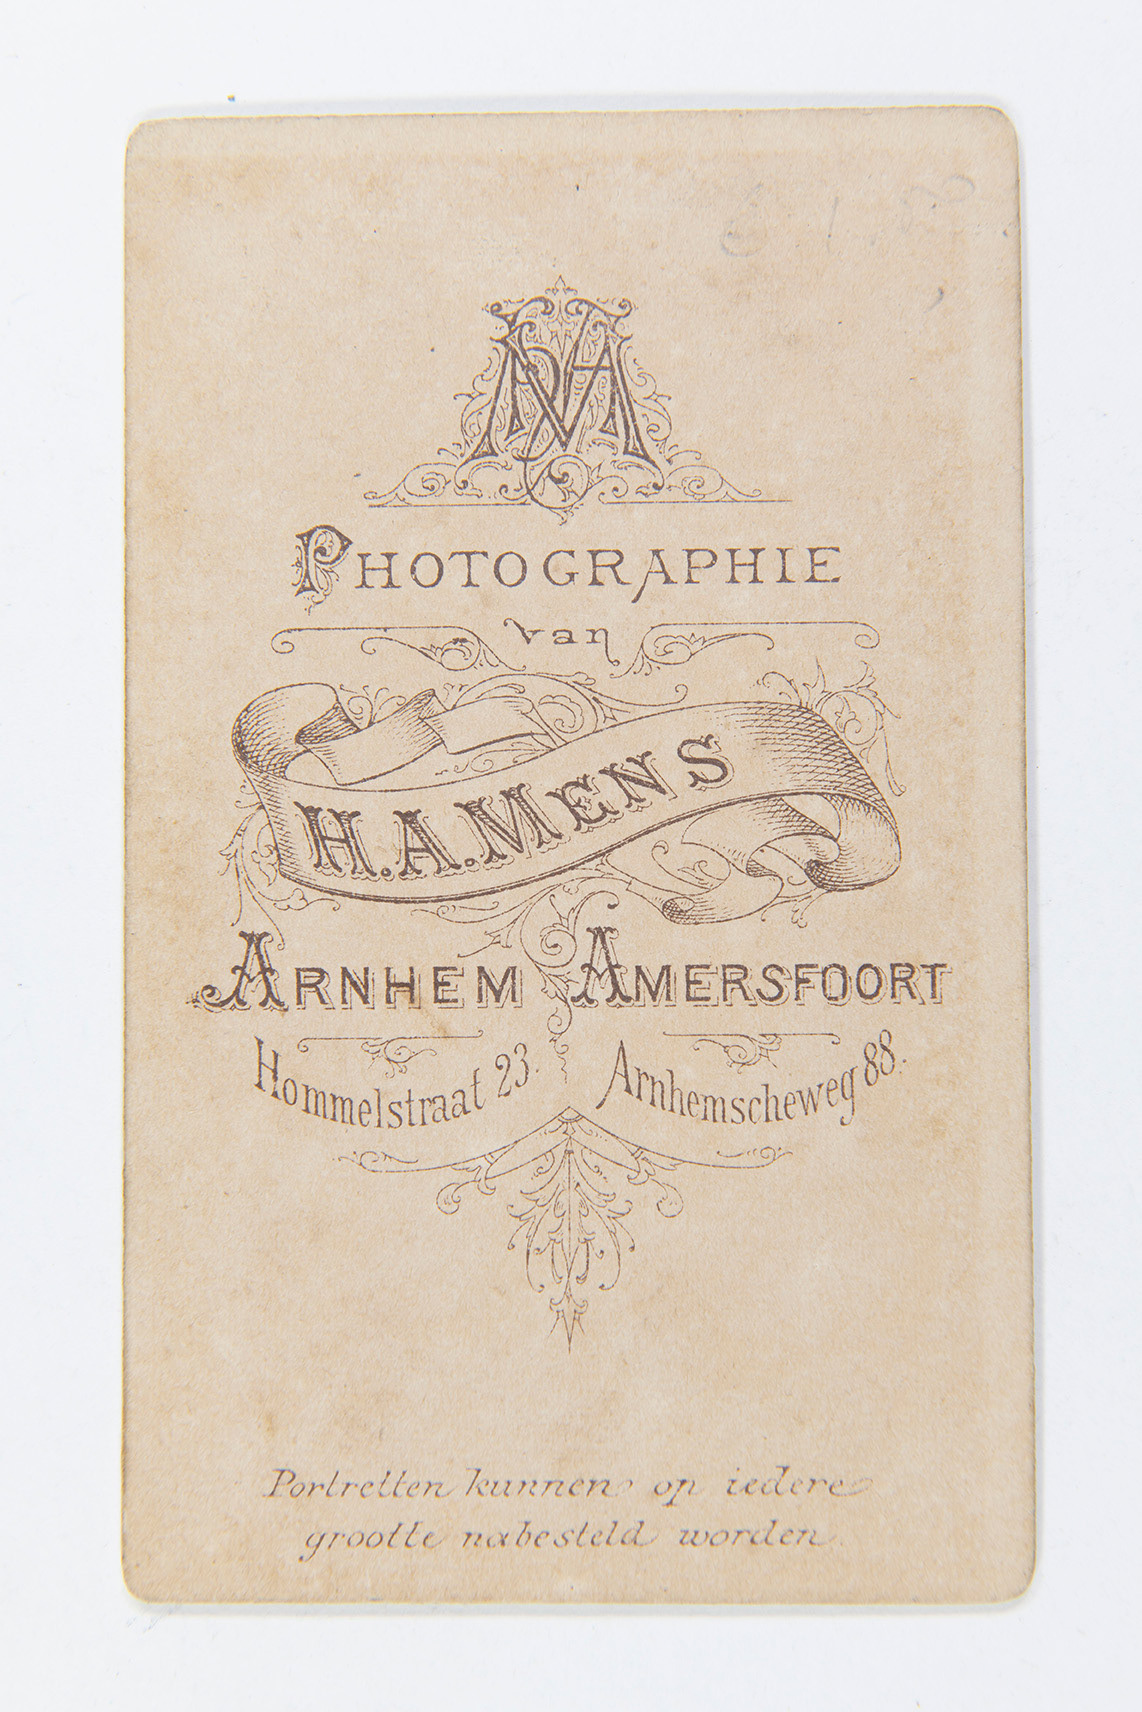 PHOTOGRAPHIE
van
H.A.MENS
ARNHEM AMERSFOORT
Hommelstraat 23. Arnhemscheweg 88.
Portretten kunnen op iedere
grootte nabesteld worden.